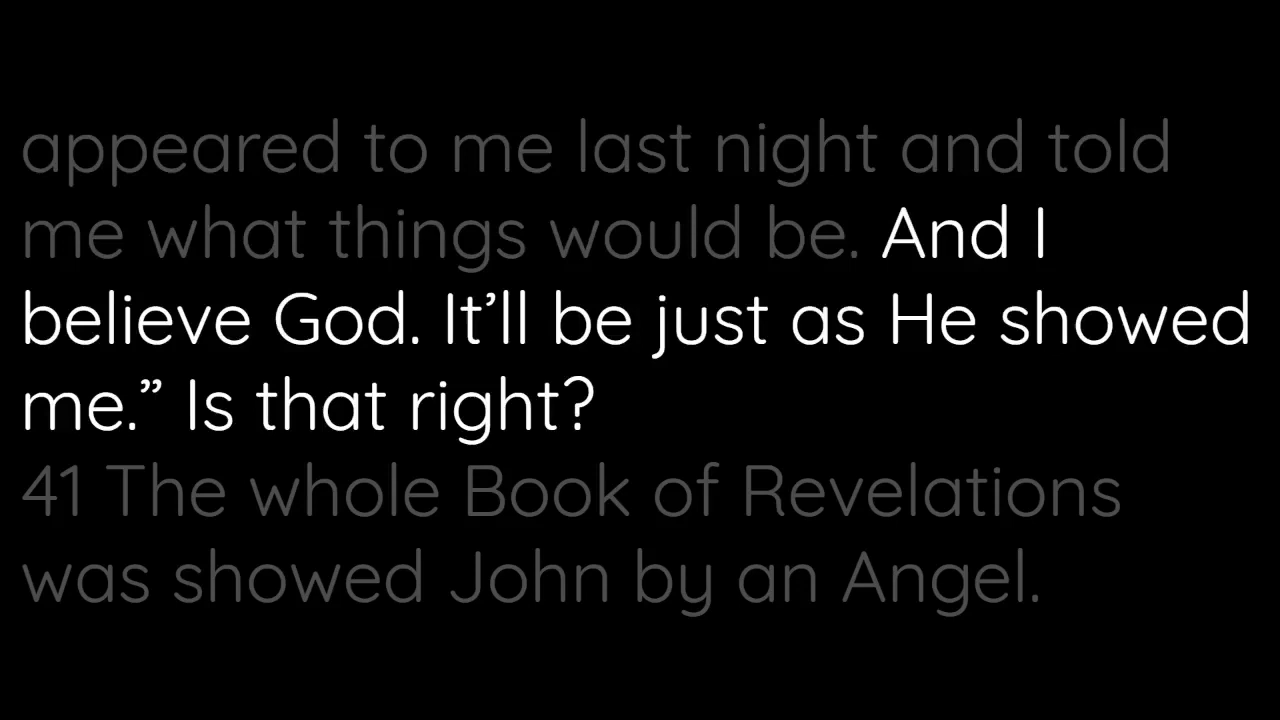 appeared to me last night and told
me what things would be. And I
believe God. It’ll be just as He showed
me.” Is that right?
41 The whole Book of Revelations
was showed John by an Angel.